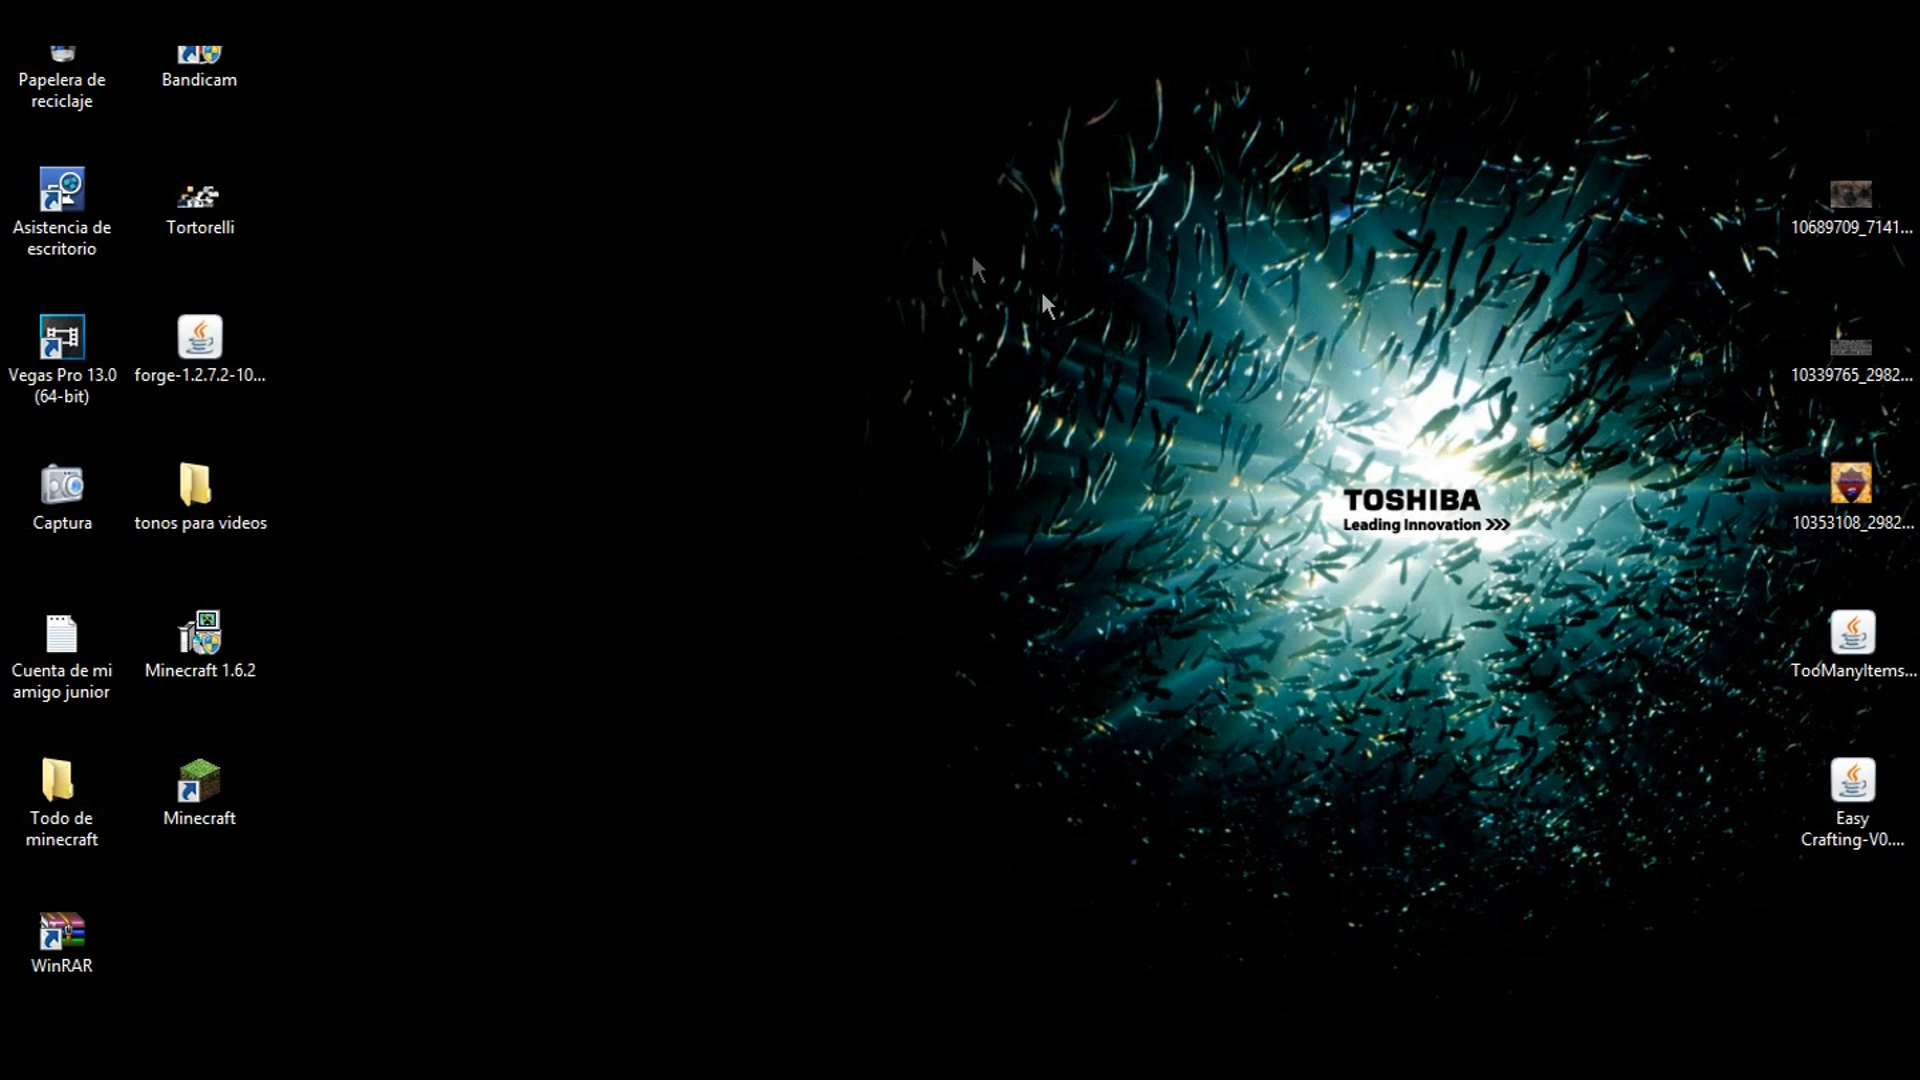 Papelera de
reciclaje
Bandicam
Asistencia de
escritorio
Tortorelli
10689709_7141...
Vegas Pro 13.0
(64-bit)
forge-1.2.7.2-10...
10339765_2982...
Captura
tonos para videos
TOSHIBA
Leading Innovation >>>
10353108_2982...
Cuenta de mi
amigo junior
Minecraft 1.6.2
TooManyItems...
Todo de
minecraft
Minecraft
Easy
Crafting-V0....
WinRAR